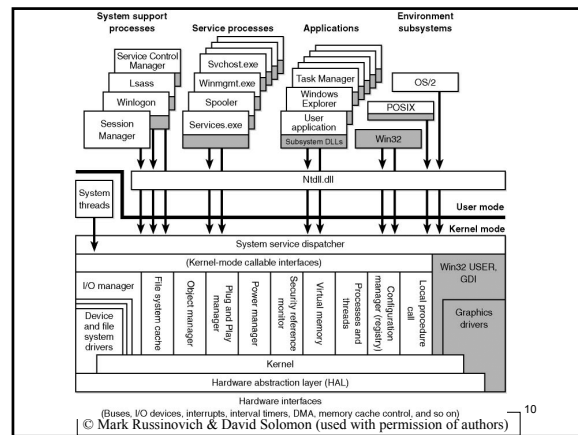 System support
processes
Service processes
Applications
Environment
subsystems
Service Control
Manager
Lsass
Winlogon
Session
Manager
Svchost.exe
Winmgmt.exe
Spooler
Services.exe
Task Manager
Windows
Explorer
User
application
Subsystem DLLs
OS/2
POSIX
Win32
Ntdll.dll
System
threads
User mode
Kernel mode
System service dispatcher
(Kernel-mode callable interfaces)
I/O manager
Device
and file
system
drivers
File system cache
Object manager
Plug and Play
manager
Power manager
Security reference
monitor
Virtual memory
Processes and
threads
Configuration
manager (registry)
Local procedure
call
Win32 USER,
GDI
Graphics
drivers
Kernel
Hardware abstraction layer (HAL)
Hardware interfaces
(Buses, I/O devices, interrupts, interval timers, DMA, memory cache control, and so on)
10
© Mark Russinovich & David Solomon (used with permission of authors)